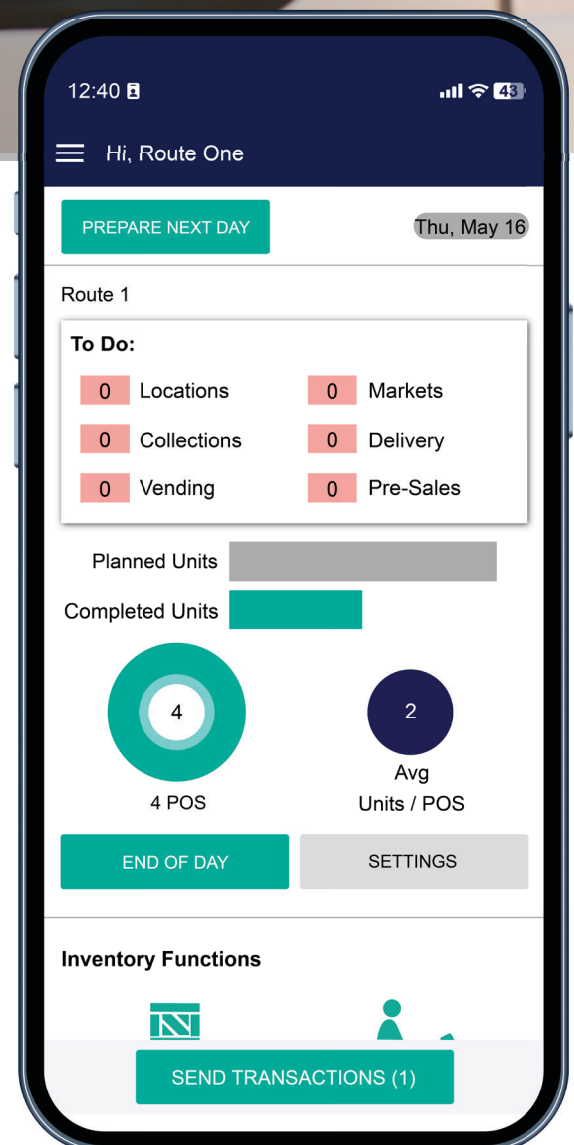 12:40 43
Hi, Route One
PREPARE NEXT DAY Thu, May 16
Route 1
To Do:
0 Locations 0 Markets
0 Collections 0 Delivery
0 Vending 0 Pre-Sales
Planned Units
Completed Units
4 2
4 POS Avg
Units / POS
END OF DAY SETTINGS
Inventory Functions
SEND TRANSACTIONS (1)